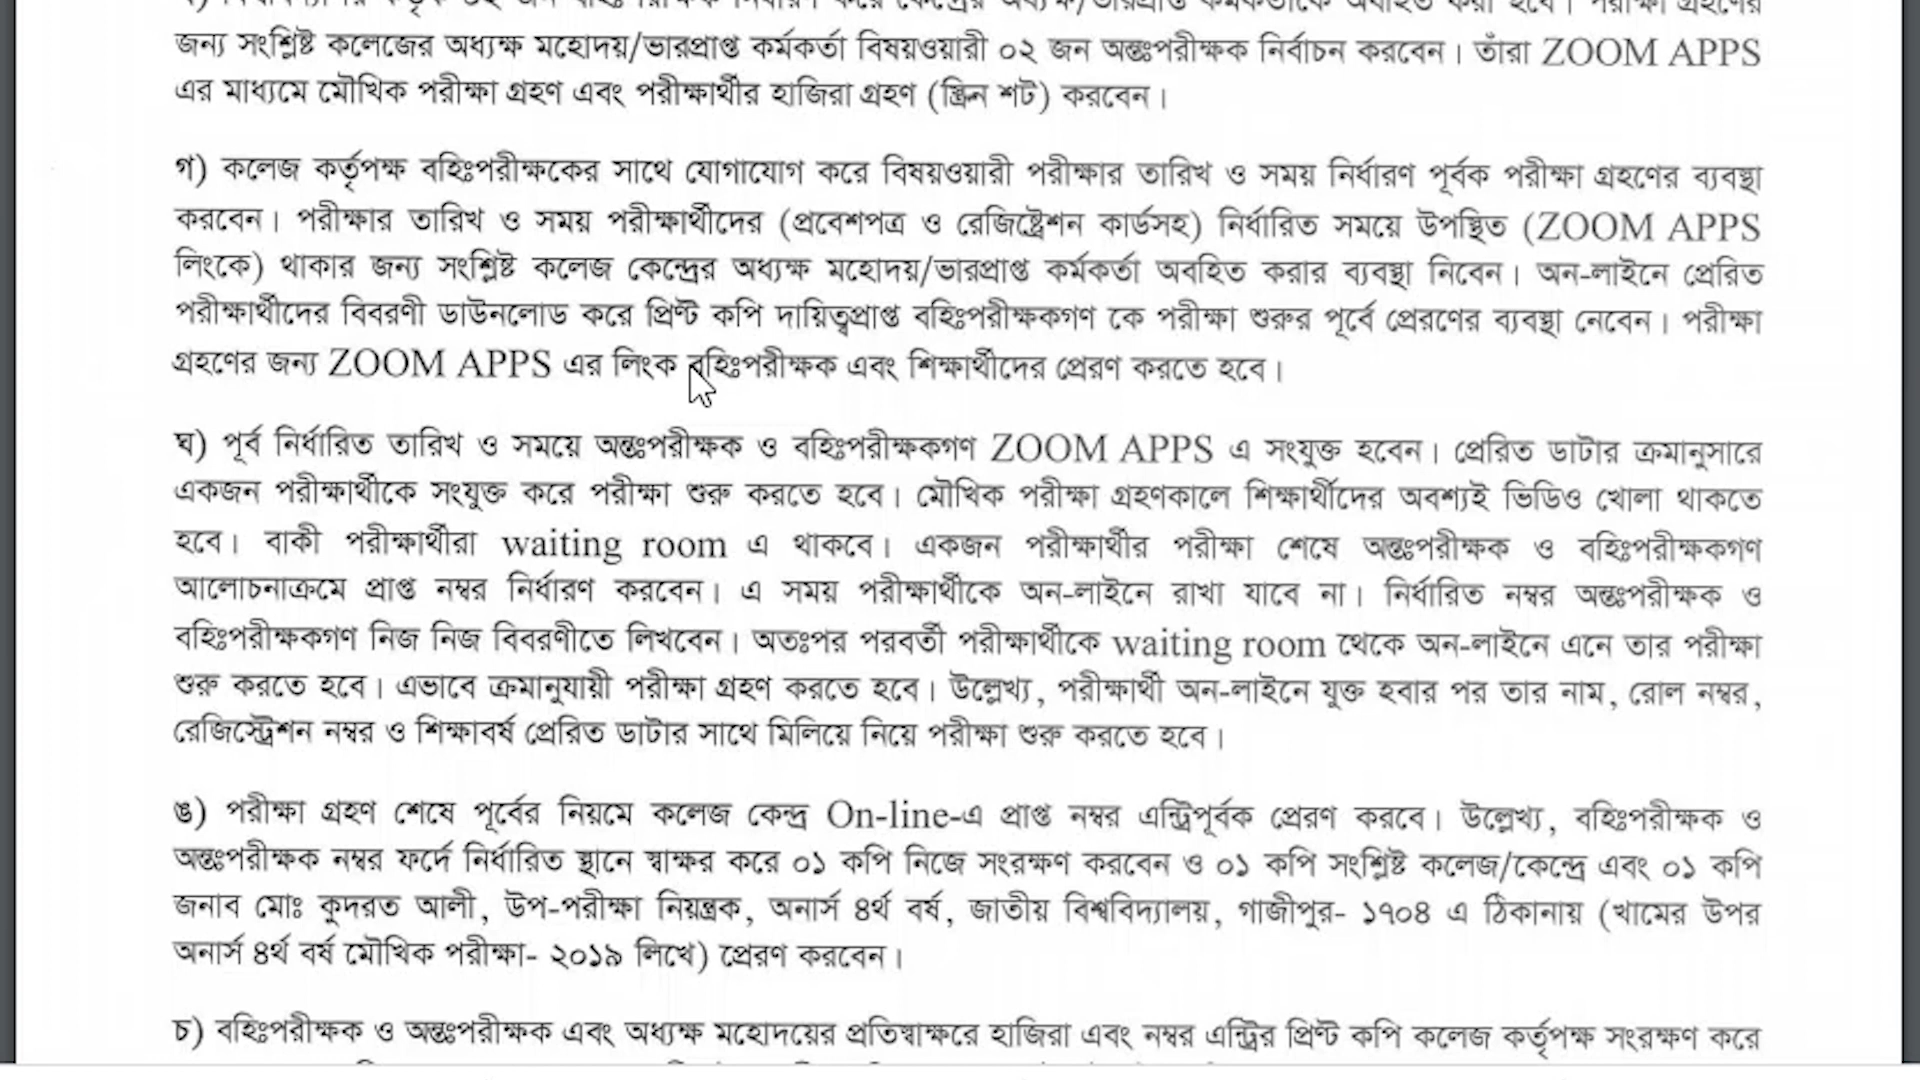 জন্য সংশ্লিষ্ট কলেজের অধ্যক্ষ মহোদয়/ভারপ্রাপ্ত কর্মকর্তা বিষয়ওয়ারী ০২ জন অন্তঃপরীক্ষক নির্বাচন করবেন। তাঁরা ZOOM APPS
এর মাধ্যমে মৌখিক পরীক্ষা গ্রহণ এবং পরীক্ষার্থীর হাজিরা গ্রহণ (স্ক্রিন শট) করবেন।
গ) কলেজ কর্তৃপক্ষ বহিঃপরীক্ষকের সাথে যোগাযোগ করে বিষয়ওয়ারী পরীক্ষার তারিখ ও সময় নির্ধারণ পূর্বক পরীক্ষা গ্রহণের ব্যবস্থা
করবেন। পরীক্ষার তারিখ ও সময় পরীক্ষার্থীদের (প্রবেশপত্র ও রেজিষ্ট্রেশন কার্ডসহ) নির্ধারিত সময়ে উপস্থিত (ZOOM APPS
লিংকে) থাকার জন্য সংশ্লিষ্ট কলেজ কেন্দ্রের অধ্যক্ষ মহোদয়/ভারপ্রাপ্ত কর্মকর্তা অবহিত করার ব্যবস্থা নিবেন। অন-লাইনে প্রেরিত
পরীক্ষার্থীদের বিবরণী ডাউনলোড করে প্রিন্ট কপি দায়িত্বপ্রাপ্ত বহিঃপরীক্ষকগণ কে পরীক্ষা শুরুর পূর্বে প্রেরণের ব্যবস্থা নেবেন। পরীক্ষা
গ্রহণের জন্য ZOOM APPS এর লিংক বহিঃপরীক্ষক এবং শিক্ষার্থীদের প্রেরণ করতে হবে।
ঘ) পূর্ব নির্ধারিত তারিখ ও সময়ে অন্তঃপরীক্ষক ও বহিঃপরীক্ষকগণ ZOOM APPS এ সংযুক্ত হবেন। প্রেরিত ডাটার ক্রমানুসারে
একজন পরীক্ষার্থীকে সংযুক্ত করে পরীক্ষা শুরু করতে হবে। মৌখিক পরীক্ষা গ্রহণকালে শিক্ষার্থীদের অবশ্যই ভিডিও খোলা থাকতে
হবে। বাকী পরীক্ষার্থীরা waiting room এ থাকবে। একজন পরীক্ষার্থীর পরীক্ষা শেষে অন্তঃপরীক্ষক ও বহিঃপরীক্ষকগণ
আলোচনাক্রমে প্রাপ্ত নম্বর নির্ধারণ করবেন। এ সময় পরীক্ষার্থীকে অন-লাইনে রাখা যাবে না। নির্ধারিত নম্বর অন্তঃপরীক্ষক ও
বহিঃপরীক্ষকগণ নিজ নিজ বিবরণীতে লিখবেন। অতঃপর পরবর্তী পরীক্ষার্থীকে waiting room থেকে অন-লাইনে এনে তার পরীক্ষা
শুরু করতে হবে। এভাবে ক্রমানুযায়ী পরীক্ষা গ্রহণ করতে হবে। উল্লেখ্য, পরীক্ষার্থী অন-লাইনে যুক্ত হবার পর তার নাম, রোল নম্বর,
রেজিস্ট্রেশন নম্বর ও শিক্ষাবর্ষ প্রেরিত ডাটার সাথে মিলিয়ে নিয়ে পরীক্ষা শুরু করতে হবে।
ঙ) পরীক্ষা গ্রহণ শেষে পূর্বের নিয়মে কলেজ কেন্দ্র On-line-এ প্রাপ্ত নম্বর এন্ট্রিপূর্বক প্রেরণ করবে। উল্লেখ্য, বহিঃপরীক্ষক ও
অন্তঃপরীক্ষক নম্বর ফর্দে নির্ধারিত স্থানে স্বাক্ষর করে ০১ কপি নিজে সংরক্ষণ করবেন ও ০১ কপি সংশ্লিষ্ট কলেজ/কেন্দ্রে এবং ০১ কপি
জনাব মোঃ কুদরত আলী, উপ-পরীক্ষা নিয়ন্ত্রক, অনার্স ৪র্থ বর্ষ, জাতীয় বিশ্ববিদ্যালয়, গাজীপুর- ১৭০৪ এ ঠিকানায় (খামের উপর
অনার্স ৪র্থ বর্ষ মৌখিক পরীক্ষা- ২০১৯ লিখে) প্রেরণ করবেন।
চ) বহিঃপরীক্ষক ও অন্তঃপরীক্ষক এবং অধ্যক্ষ মহোদয়ের প্রতিস্বাক্ষরে হাজিরা এবং নম্বর এন্ট্রির প্রিন্ট কপি কলেজ কর্তৃপক্ষ সংরক্ষণ করে